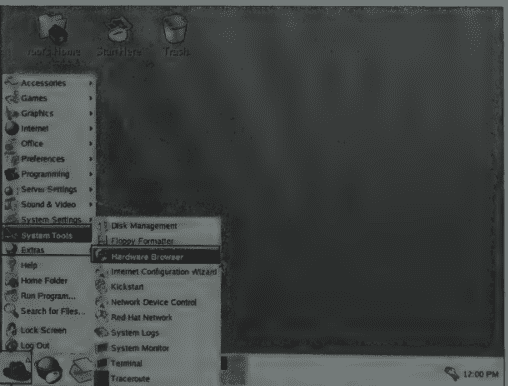 Start Here
Trash
Accessories
Games
Graphics
Internet
Office
Preferences
Programming
Server Settings
Sound & Video
System Settings
System Tools
Extras
Help
Home Folder
Run Program...
Search for Files...
Lock Screen
Log Out
Disk Management
Floppy Formatter
Hardware Browser
Internet Configuration Wizard
Kickstart
Network Device Control
Red Hat Network
System Logs
System Monitor
Terminal
Traceroute
12:00 PM